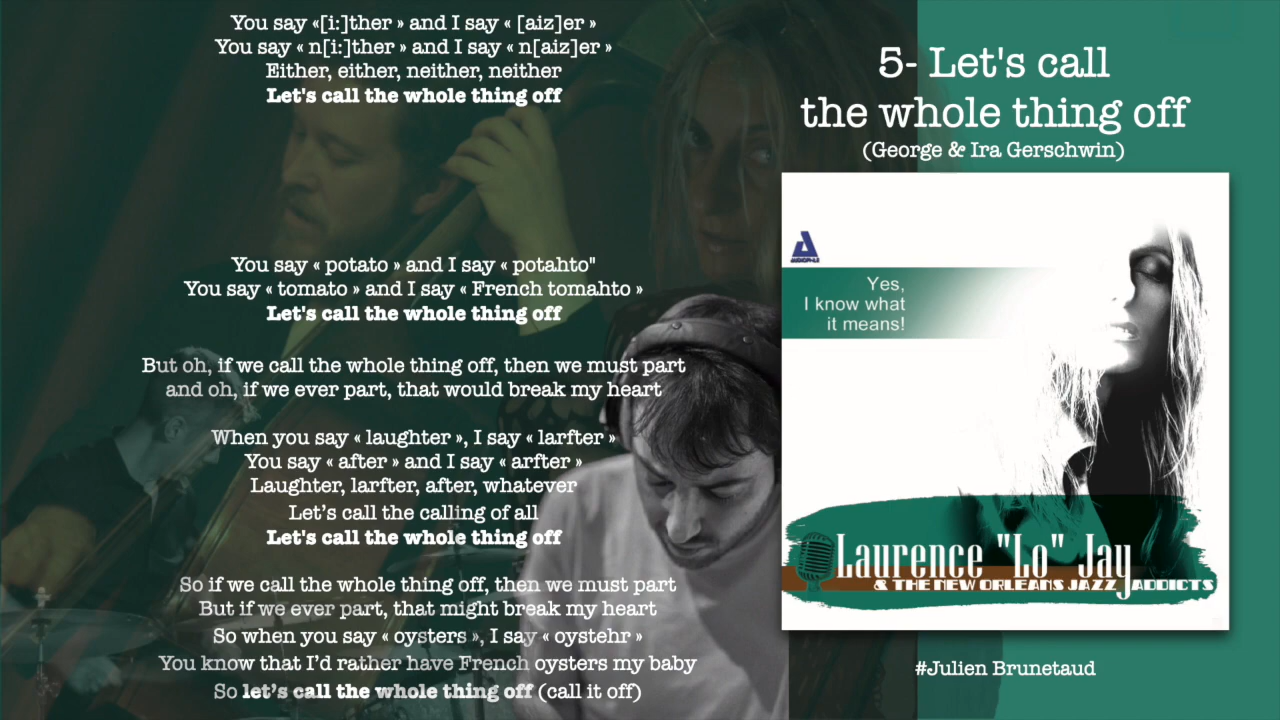 You say «[i:]ther » and I say « [aiz]er »
You say « n[i:]ther » and I say « n[aiz]er »
Either, either, neither, neither
Let's call the whole thing off
You say « potato » and I say « potahto"
You say « tomato » and I say « French tomahto »
Let's call the whole thing off
But oh, if we call the whole thing off, then we must part
and oh, if we ever part, that would break my heart
When you say « laughter », I say « larfter »
You say « after » and I say « arfter »
Laughter, larfter, after, whatever
Let’s call the calling of all
Let's call the whole thing off
So if we call the whole thing off, then we must part
But if we ever part, that might break my heart
So when you say « oysters », I say « oystehr »
You know that I’d rather have French oysters my baby
So let’s call the whole thing off (call it off)
5- Let's call
the whole thing off
(George & Ira Gerschwin)
AUDIOPHILE
Yes,
I know what
it means!
Laurence "Lo" Jay
& THE NEW ORLEANS JAZZ ADDICTS
#Julien Brunetaud